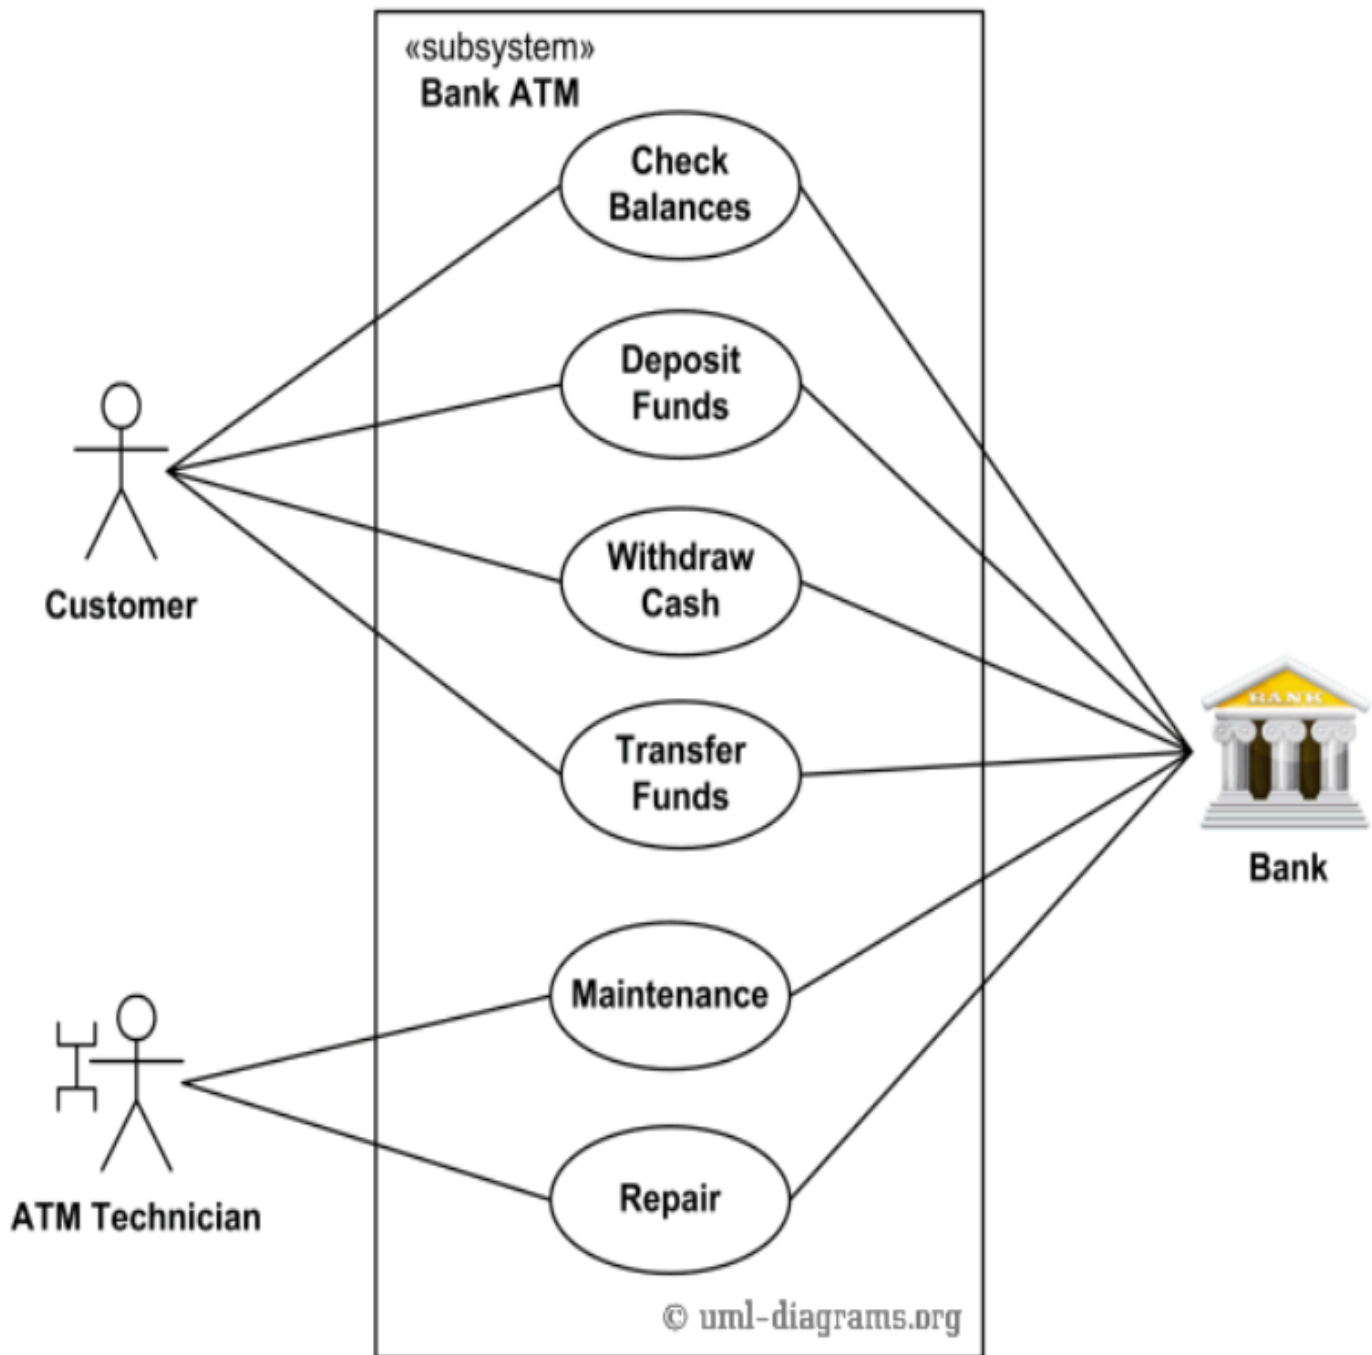 «subsystem»
Bank ATM
Check
Balances
Deposit
Funds
Customer
Withdraw
Cash
Transfer
Funds
BANK
Bank
Maintenance
ATM Technician
Repair
© uml-diagrams.org